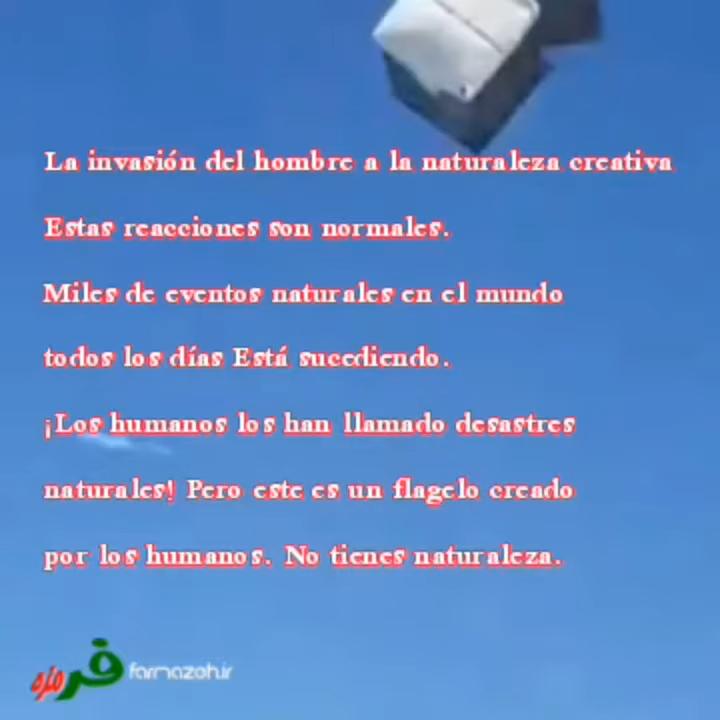 La invasión del hombre a la naturaleza creativa
Estas reacciones son normales.
Miles de eventos naturales en el mundo
todos los días Está sucediendo.
¡Los humanos los han llamado desastres
naturales! Pero este es un flagelo creado
por los humanos. No tienes naturaleza.
فرمزه farmazeh.ir